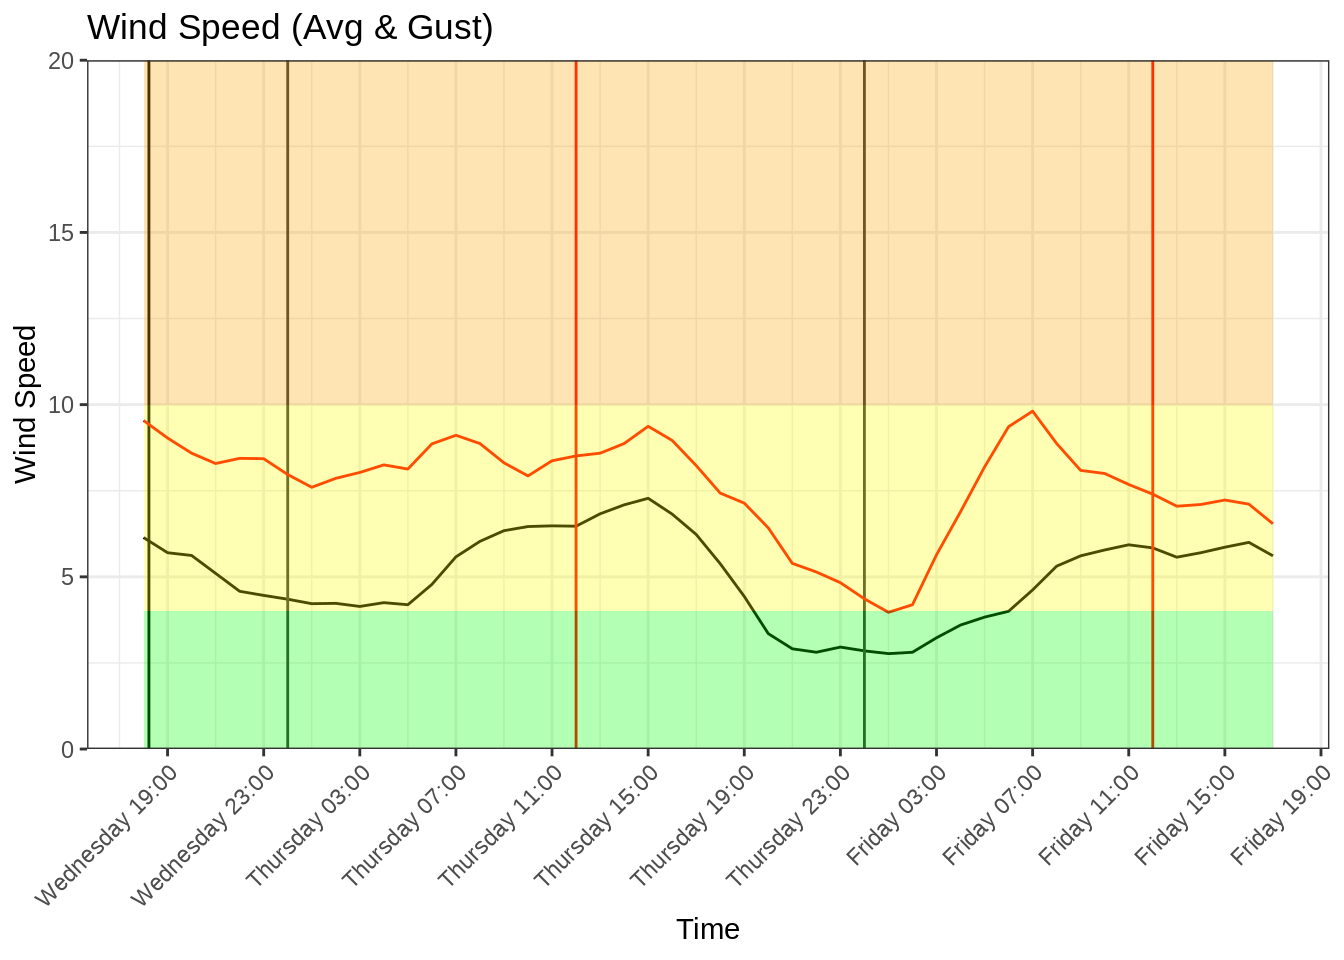 Wind Speed (Avg & Gust)
20
15
10
5
0
Wind Speed
Wednesday 19:00
Wednesday 23:00
Thursday 03:00
Thursday 07:00
Thursday 11:00
Thursday 15:00
Thursday 19:00
Thursday 23:00
Friday 03:00
Friday 07:00
Friday 11:00
Friday 15:00
Friday 19:00
Time